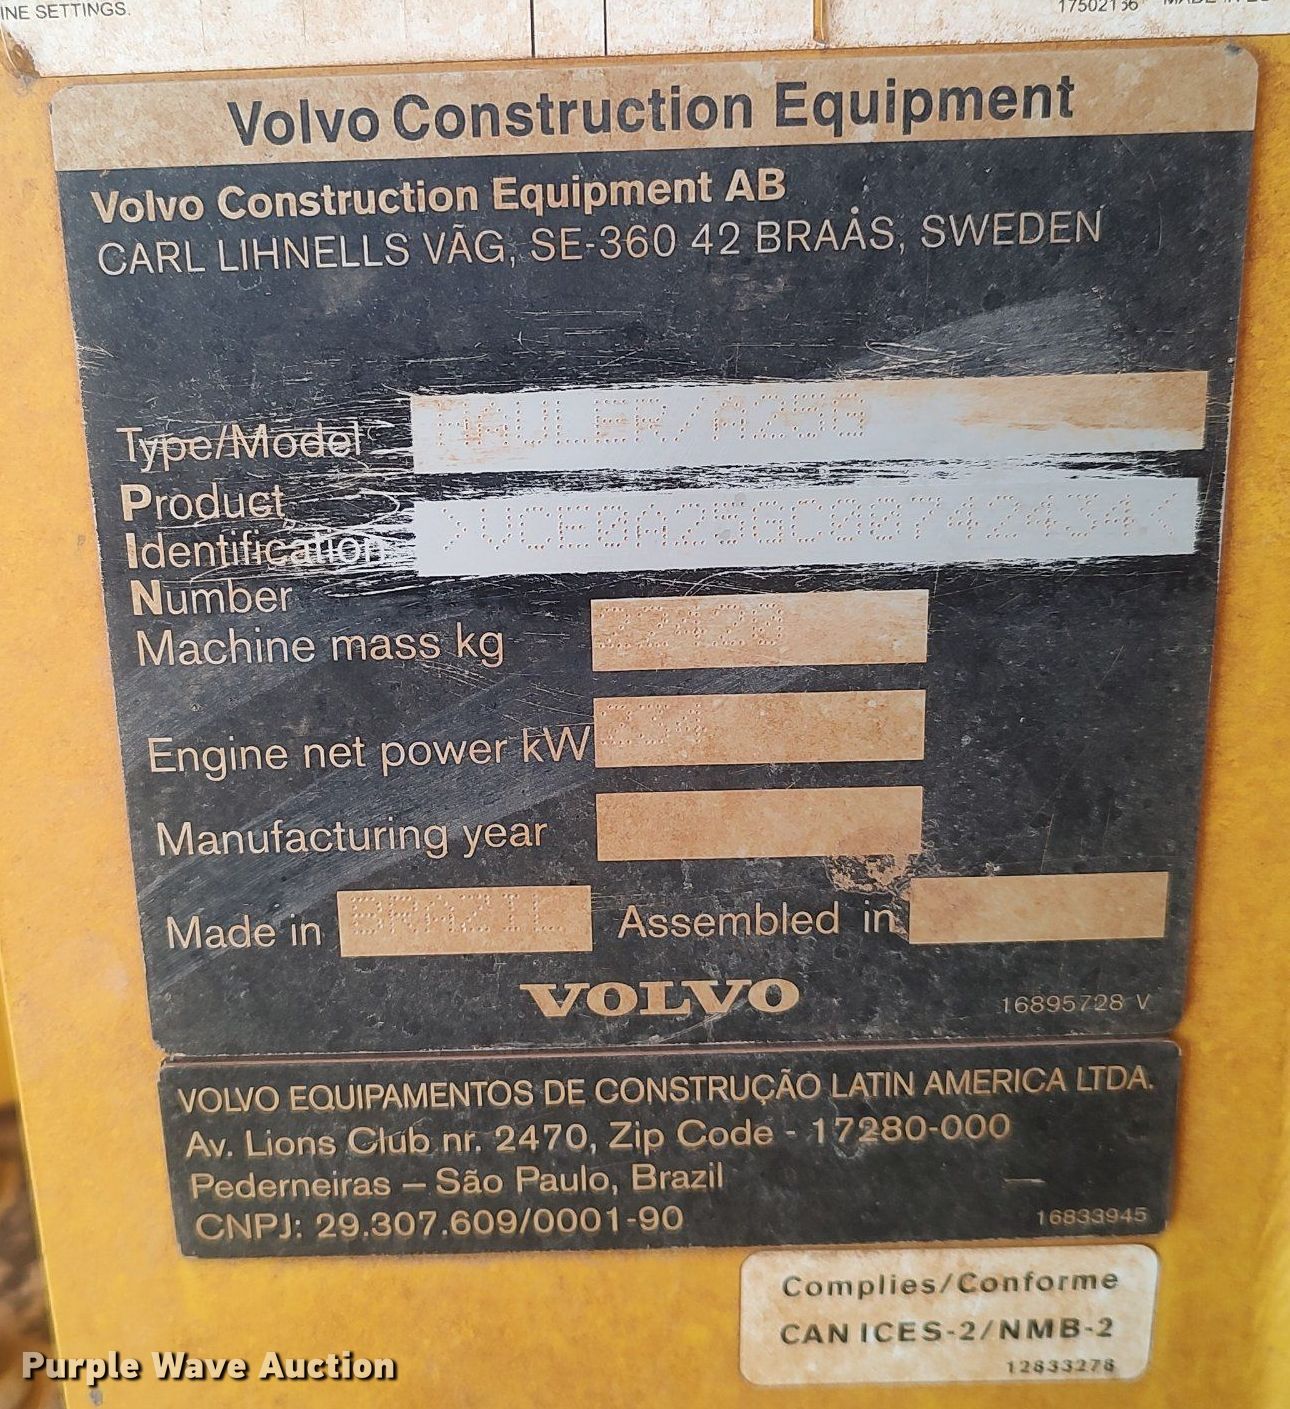 INE SETTINGS.
17502136
Volvo Construction Equipment
Volvo Construction Equipment AB
CARL LIHNELLS VÄG, SE-360 42 BRAÅS, SWEDEN
Type/Model HAULER/A25G
Product
Identification >VCE0A25GC00742434<
Number
Machine mass kg 22420
Engine net power kW 234
Manufacturing year
Made in BRAZIL Assembled in
VOLVO
16895728 V
VOLVO EQUIPAMENTOS DE CONSTRUÇÃO LATIN AMERICA LTDA.
Av. Lions Club nr. 2470, Zip Code - 17280-000
Pederneiras – São Paulo, Brazil
CNPJ: 29.307.609/0001-90
16833945
Complies/Conforme
CAN ICES-2/NMB-2
12833278
Purple Wave Auction